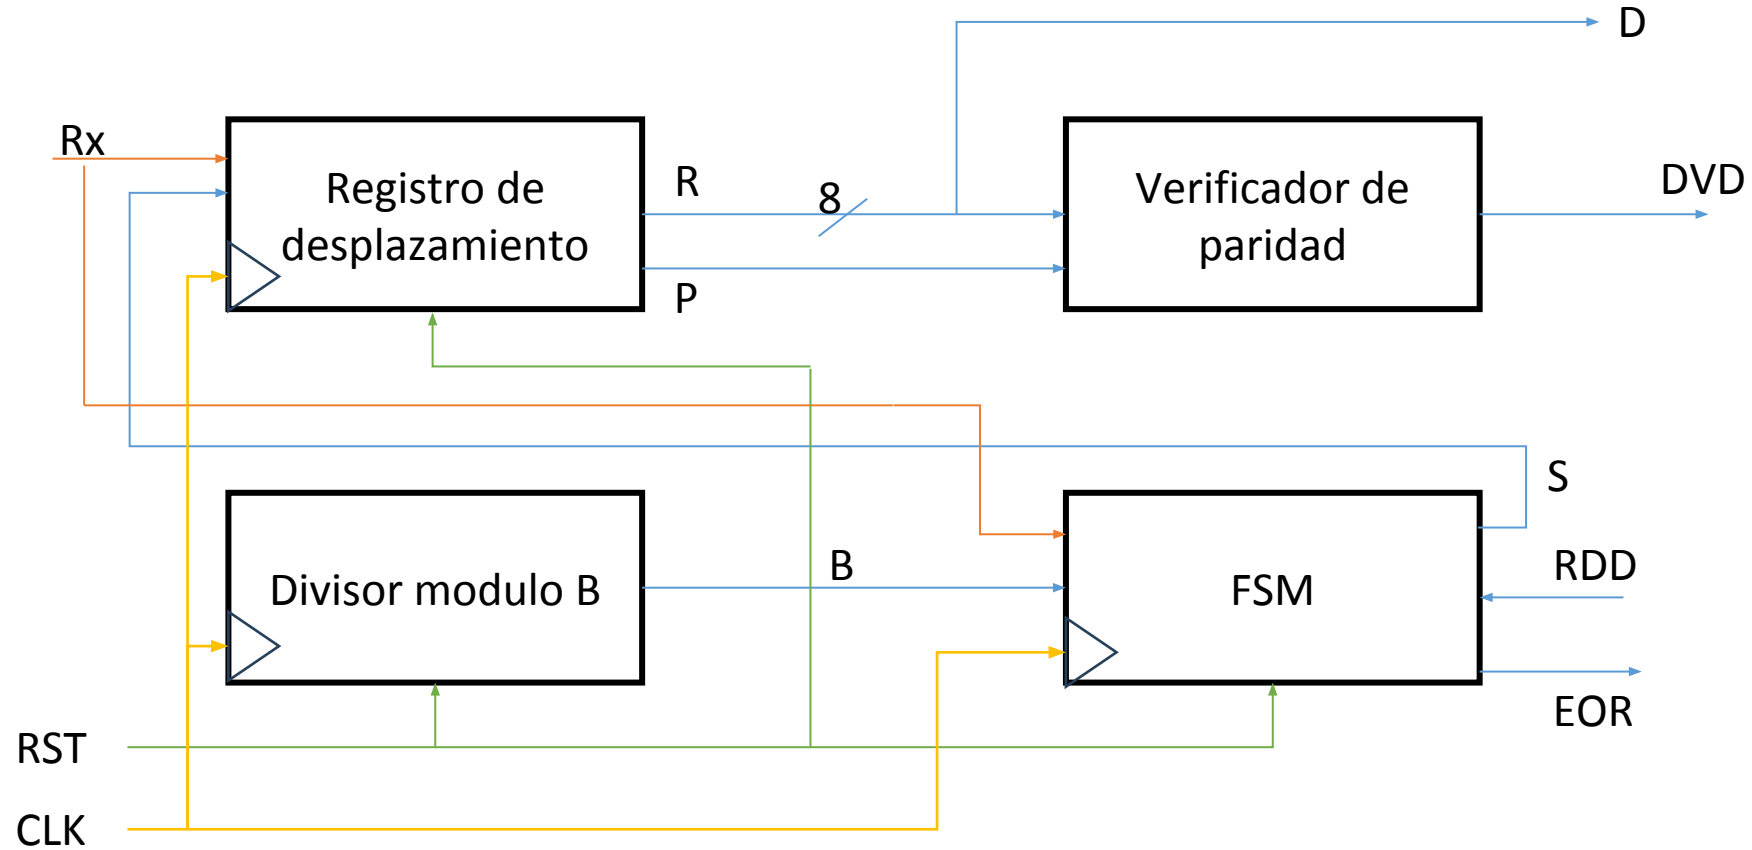 D
Rx
Registro de
desplazamiento
R
8
P
Verificador de
paridad
DVD
S
Divisor modulo B
B
FSM
RDD
EOR
RST
CLK